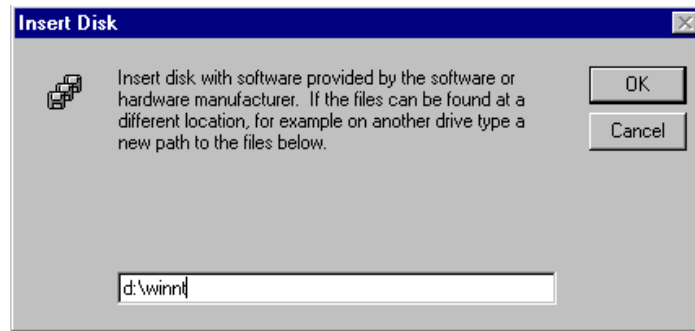 Insert Disk
Insert disk with software provided by the software or
hardware manufacturer. If the files can be found at a
different location, for example on another drive type a
new path to the files below.
OK
Cancel
d:\winnt